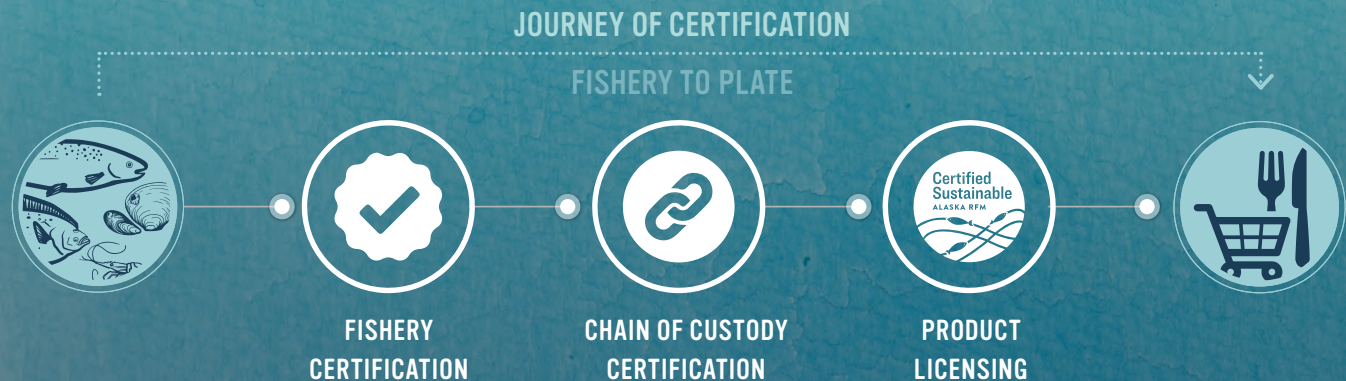 JOURNEY OF CERTIFICATION
FISHERY TO PLATE
Certified
Sustainable
ALASKA RFM
FISHERY
CERTIFICATION
CHAIN OF CUSTODY
CERTIFICATION
PRODUCT
LICENSING